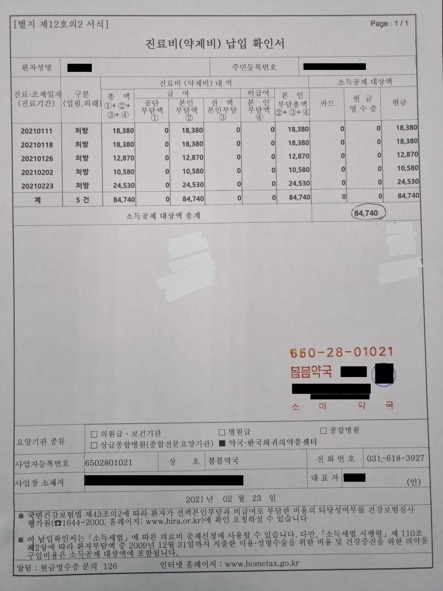 [별지 제12호의2 서식]
Page : 1 / 1
진료비(약제비) 납입 확인서
환자성명
주민등록번호
진료·조제일자 (진료기간)
구분 (입원,외래)
진료비 (약제비) 내 역
소득공제 대상액
총 액 ①+②+③+④
급 여
비급여
본 인 부담총액 ②+③+④
카드
현금 영수증
현금
공단 부담액 ①
본인 부담액 ②
전 액 본인부담 ③
본 인 부담액 ④
20210111 처방 18,380 0 18,380 0 0 18,380 0 0 18,380
20210118 처방 18,380 0 18,380 0 0 18,380 0 0 18,380
20210126 처방 12,870 0 12,870 0 0 12,870 0 0 12,870
20210202 처방 10,580 0 10,580 0 0 10,580 0 0 10,580
20210223 처방 24,530 0 24,530 0 0 24,530 0 0 24,530
계 5 건 84,740 0 84,740 0 0 84,740 0 0 84,740
소득공제 대상액 총계 84,740
650-28-01021
봄봄약국
소 매 약 국
요양기관 종류
□ 의원급·보건기관 □ 병원급 □ 종합병원
□ 상급종합병원(종합전문요양기관) ■ 약국·한국희귀의약품센터
사업자등록번호 6502801021 상 호 봄봄약국 전 화 번 호 031-618-3927
사업장 소재지 대 표 자 (인)
2021 년 02 월 23 일
※ 국민건강보험법 제43조의2에 따라 환자가 전액본인부담과 비급여로 부담한 비용의 타당성여부를 건강보험심사
평가원(☎1644-2000, 홈페이지: www.hira.or.kr)에 확인 요청하실 수 있습니다
※ 이 납입확인서는 「소득세법」에 따른 의료비 공제신청에 사용할 수 있습니다. 다만, 「소득세법 시행령」 제 110조
제2항에 따라 환자부담액 중 2009년 12월 31일까지 지출한 미용·성형수술을 위한 비용 및 건강증진을 위한 의약품
구입비용은 소득공제 대상액에 포함됩니다.
알림 : 현금영수증 문의 126 인터넷 홈페이지 : www.hometax.go.kr